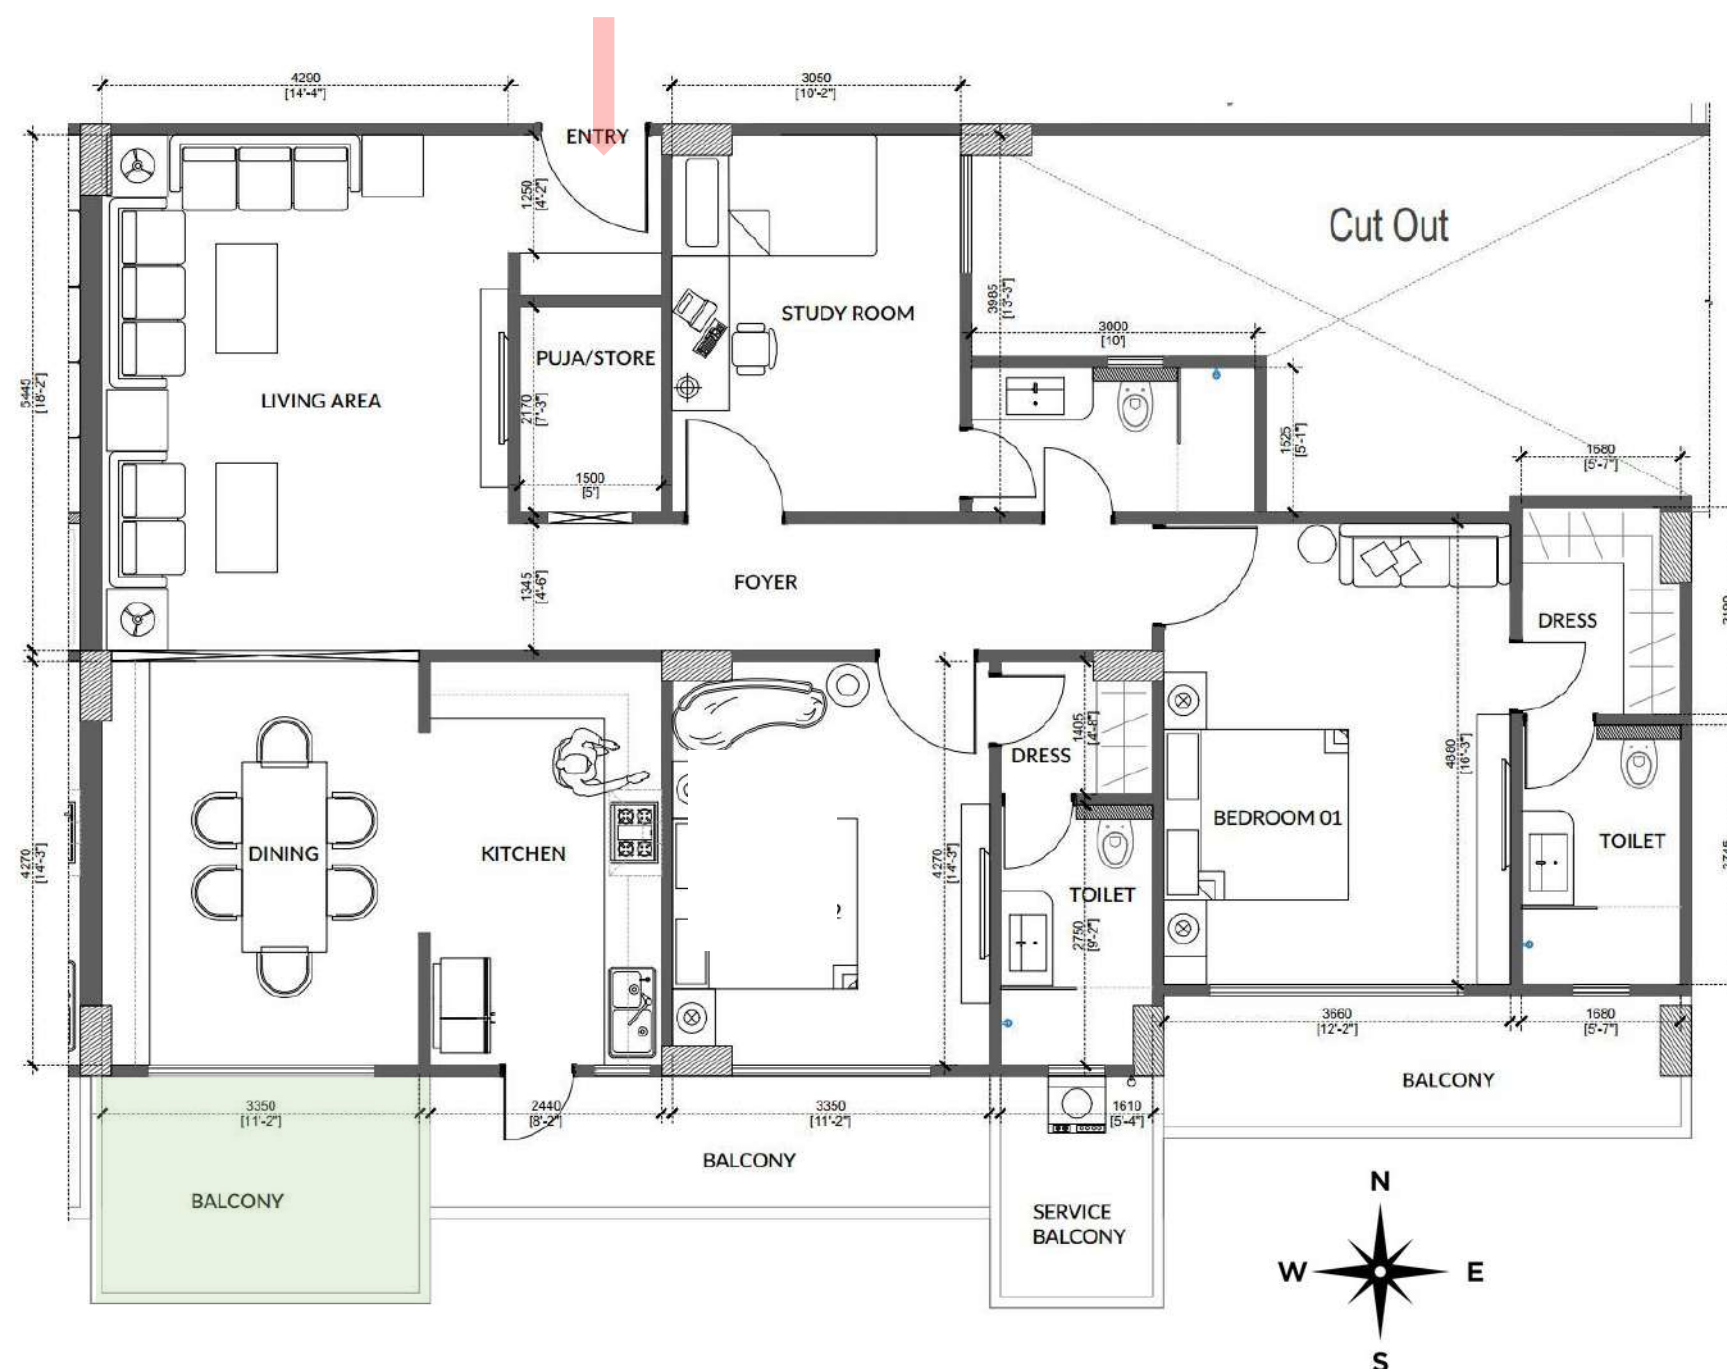 4290
[14'-4"]
3050
[10'-2"]
ENTRY
1250
[4'-2"]
Cut Out
3985
[13'-3"]
STUDY ROOM
3000
[10']
PUJA/STORE
5445
[18'-2"]
LIVING AREA
2170
[7'-3"]
1525
[5'-1"]
1680
[5'-7"]
1500
[5']
1345
[4'-6"]
FOYER
DRESS
1405
[4'-8"]
DRESS
4880
[16'-3"]
BEDROOM 01
TOILET
4270
[14'-3"]
DINING
KITCHEN
4270
[14'-3"]
TOILET
2750
[9'-2"]
3660
[12'-2"]
1680
[5'-7"]
BALCONY
3350
[11'-2"]
2440
[8'-2"]
3350
[11'-2"]
1610
[5'-4"]
BALCONY
BALCONY
SERVICE
BALCONY
N
W
E
S